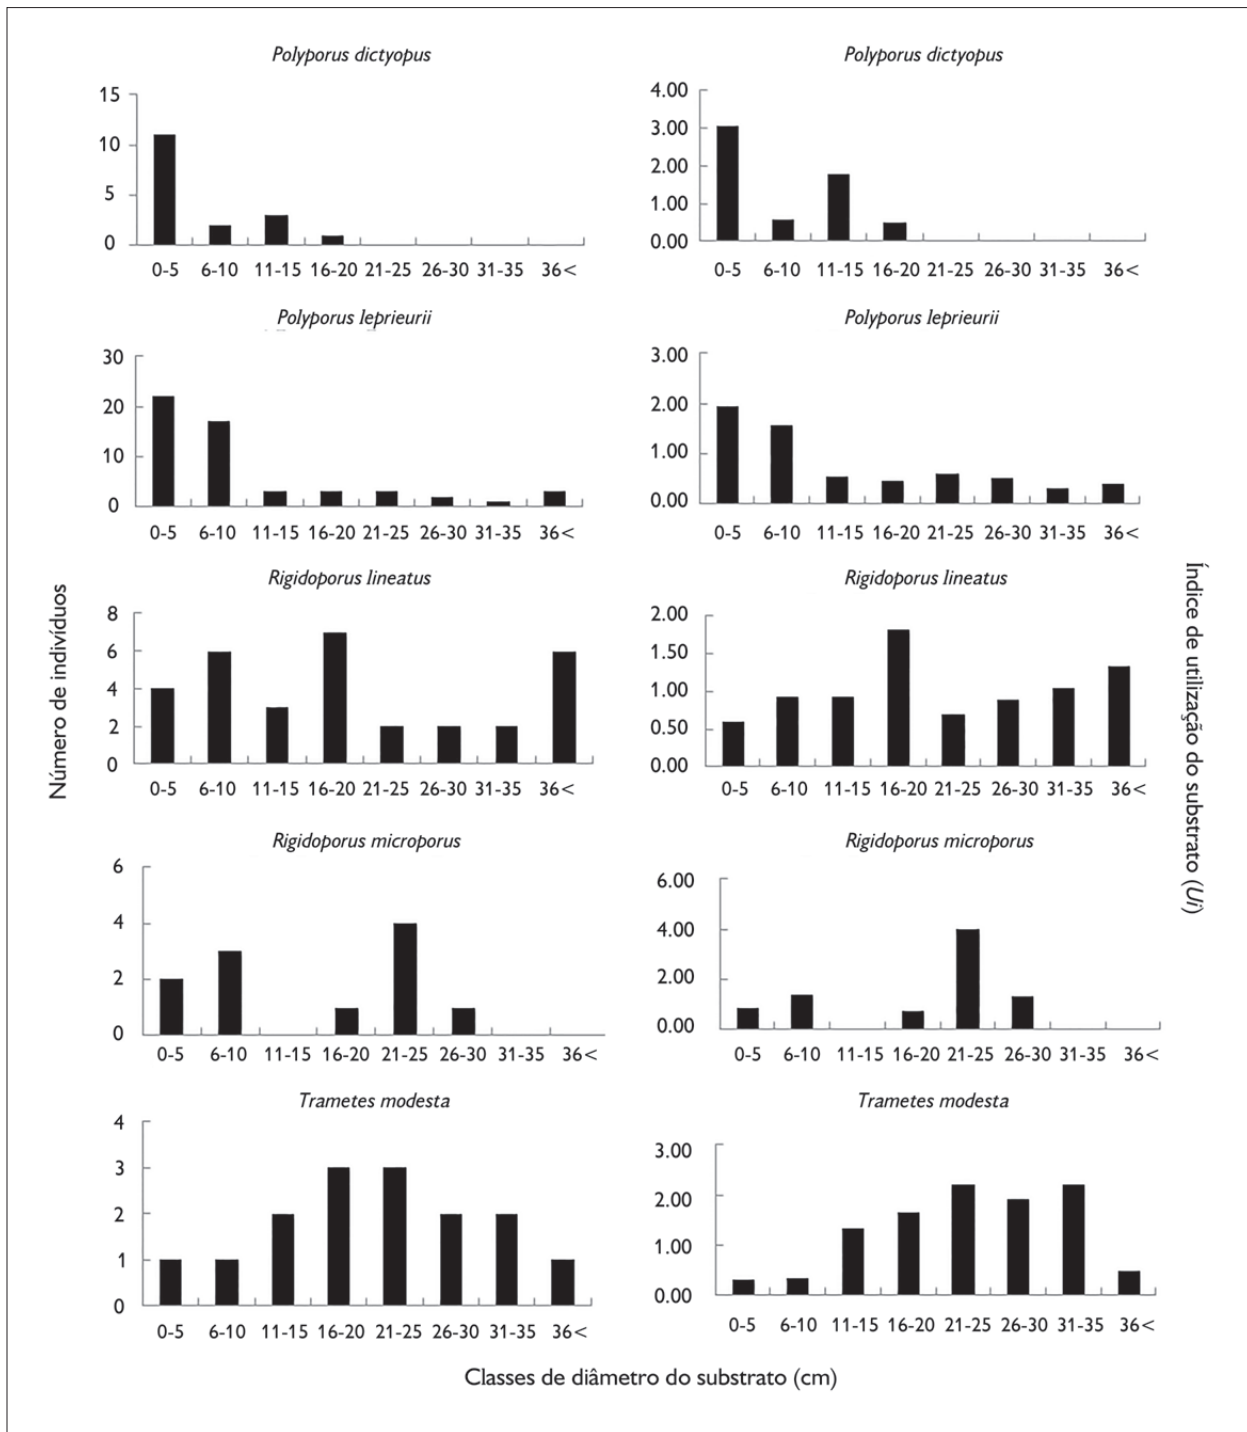 Polyporus dictyopus
15
10
5
0
0-5 6-10 11-15 16-20 21-25 26-30 31-35 36<
Polyporus dictyopus
4.00
3.00
2.00
1.00
0.00
0-5 6-10 11-15 16-20 21-25 26-30 31-35 36<
Polyporus leprieurii
30
20
10
0
0-5 6-10 11-15 16-20 21-25 26-30 31-35 36<
Polyporus leprieurii
3.00
2.00
1.00
0.00
0-5 6-10 11-15 16-20 21-25 26-30 31-35 36<
Número de indivíduos
Rigidoporus lineatus
8
6
4
2
0
0-5 6-10 11-15 16-20 21-25 26-30 31-35 36<
Rigidoporus lineatus
2.00
1.50
1.00
0.50
0.00
0-5 6-10 11-15 16-20 21-25 26-30 31-35 36<
Índice de utilização do substrato (Ui)
Rigidoporus microporus
6
4
2
0
0-5 6-10 11-15 16-20 21-25 26-30 31-35 36<
Rigidoporus microporus
6.00
4.00
2.00
0.00
0-5 6-10 11-15 16-20 21-25 26-30 31-35 36<
Trametes modesta
4
3
2
1
0
0-5 6-10 11-15 16-20 21-25 26-30 31-35 36<
Trametes modesta
3.00
2.00
1.00
0.00
0-5 6-10 11-15 16-20 21-25 26-30 31-35 36<
Classes de diâmetro do substrato (cm)